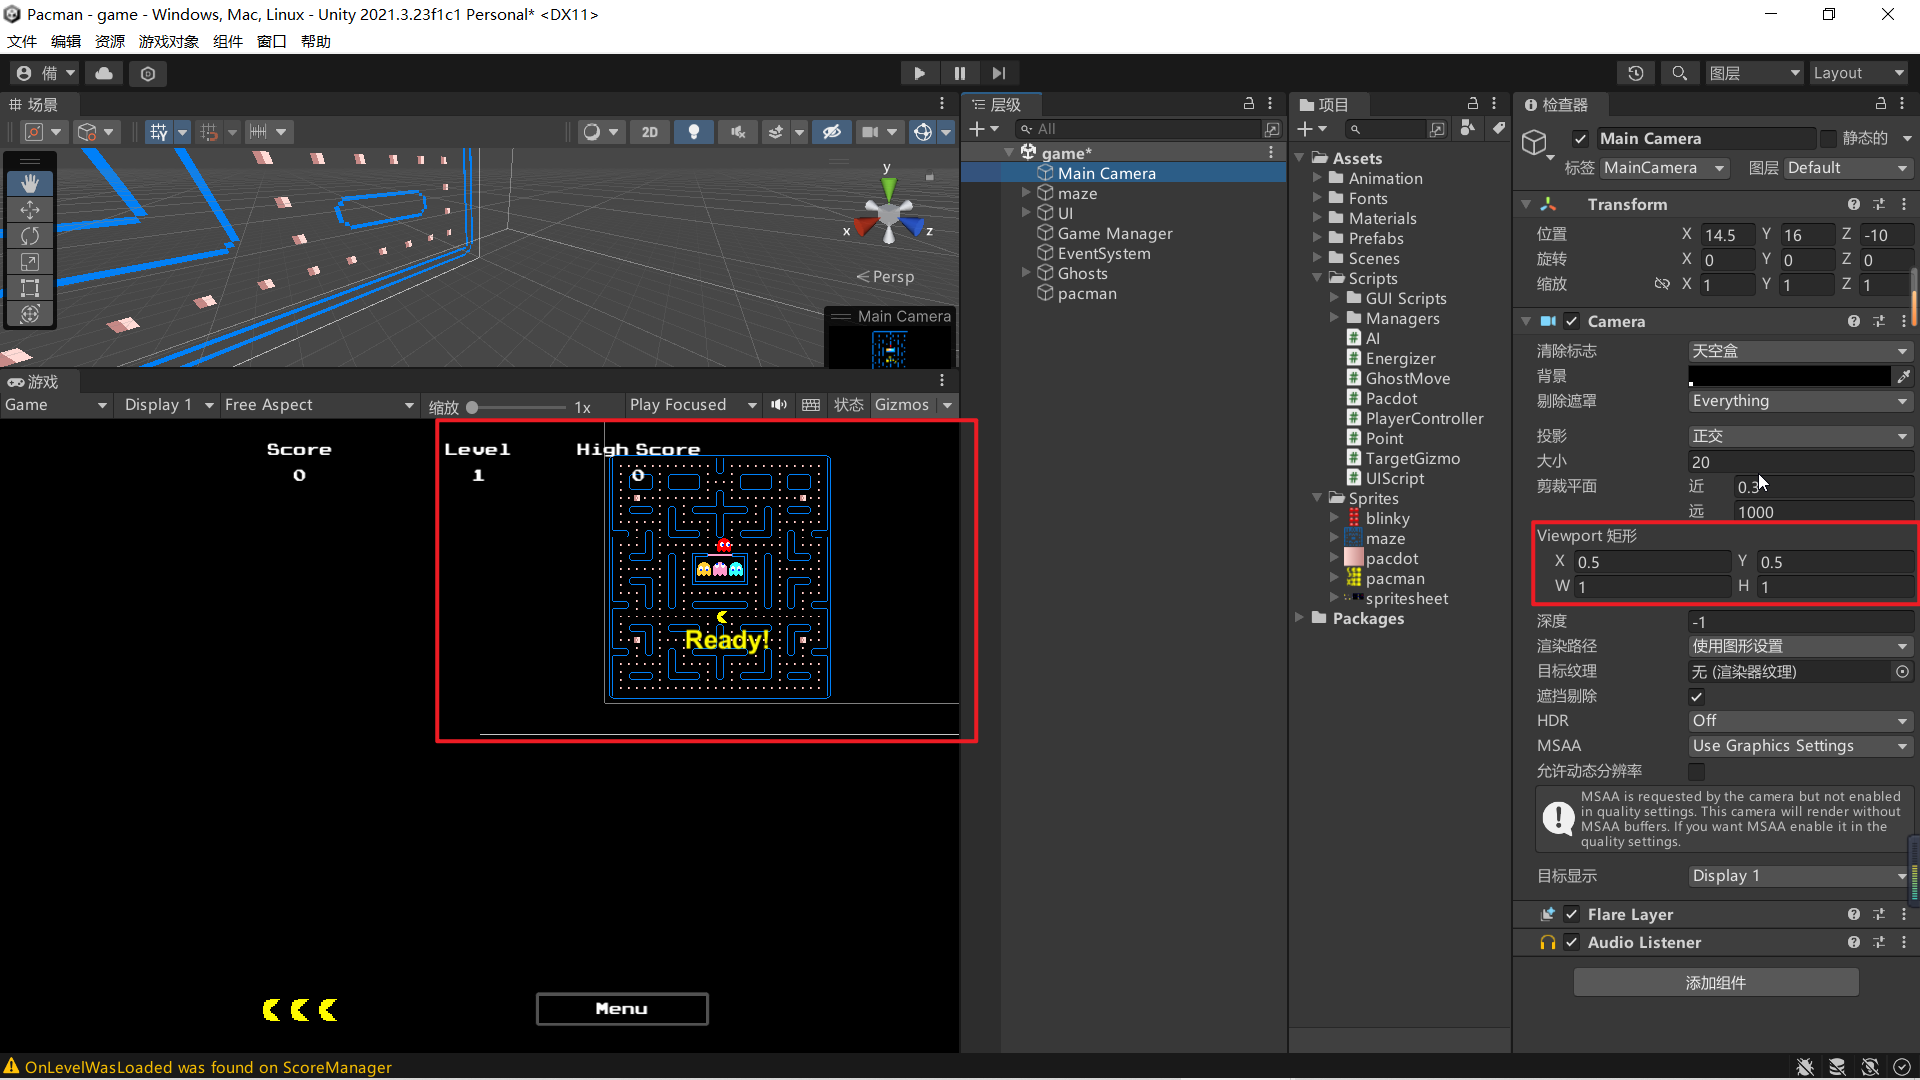 Pacman - game - Windows, Mac, Linux - Unity 2021.3.23f1c1 Personal* <DX11>
文件 编辑 资源 游戏对象 组件 窗口 帮助
備
图层 Layout
场景
2D
y
x z
Persp
Main Camera
游戏
Game Display 1 Free Aspect 缩放 1x Play Focused 状态 Gizmos
Score Level High Score
0 1 0
Ready!
Menu
OnLevelWasLoaded was found on ScoreManager
层级
All
game*
Main Camera
maze
UI
Game Manager
EventSystem
Ghosts
pacman
项目
Assets
Animation
Fonts
Materials
Prefabs
Scenes
Scripts
GUI Scripts
Managers
AI
Energizer
GhostMove
Pacdot
PlayerController
Point
TargetGizmo
UIScript
Sprites
blinky
maze
pacdot
pacman
spritesheet
Packages
检查器
Main Camera 静态的
标签 MainCamera 图层 Default
Transform
位置 X 14.5 Y 16 Z -10
旋转 X 0 Y 0 Z 0
缩放 X 1 Y 1 Z 1
Camera
清除标志 天空盒
背景
剔除遮罩 Everything
投影 正交
大小 20
剪裁平面 近 0.3
远 1000
Viewport 矩形
X 0.5 Y 0.5
W 1 H 1
深度 -1
渲染路径 使用图形设置
目标纹理 无 (渲染器纹理)
遮挡剔除
HDR Off
MSAA Use Graphics Settings
允许动态分辨率
MSAA is requested by the camera but not enabled
in quality settings. This camera will render without
MSAA buffers. If you want MSAA enable it in the
quality settings.
目标显示 Display 1
Flare Layer
Audio Listener
添加组件